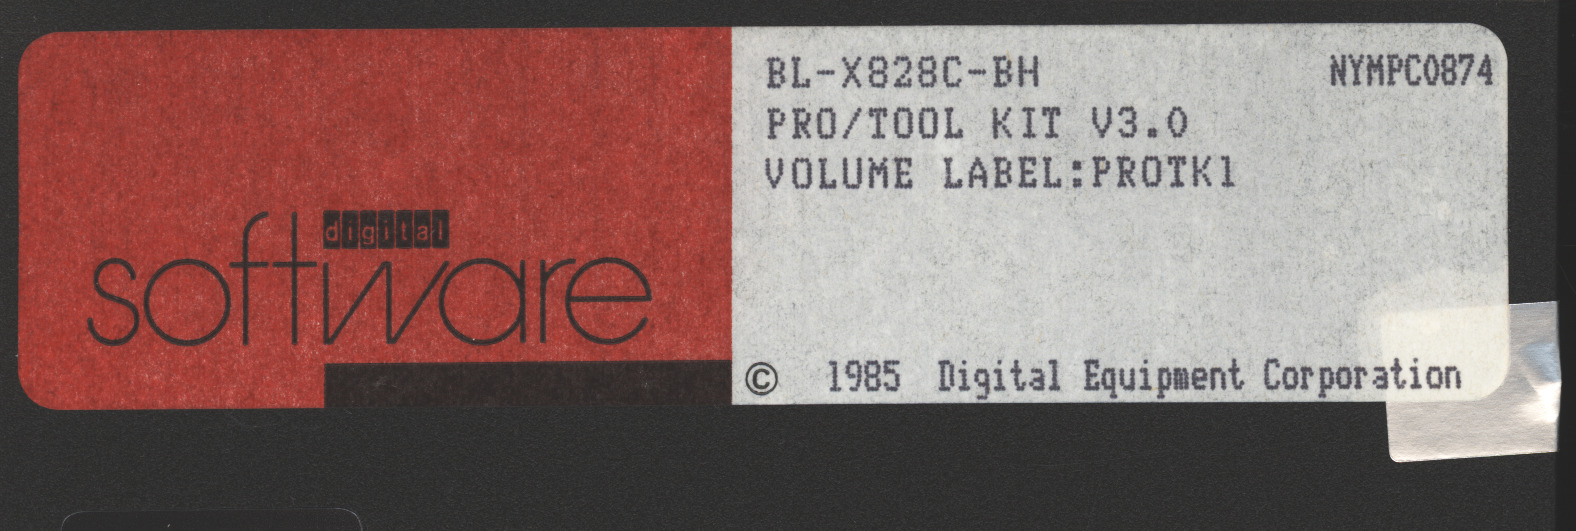 digital
software
BL-X828C-BH NYMPC0874
PRO/TOOL KIT V3.0
VOLUME LABEL:PROTK1
© 1985 Digital Equipment Corporation